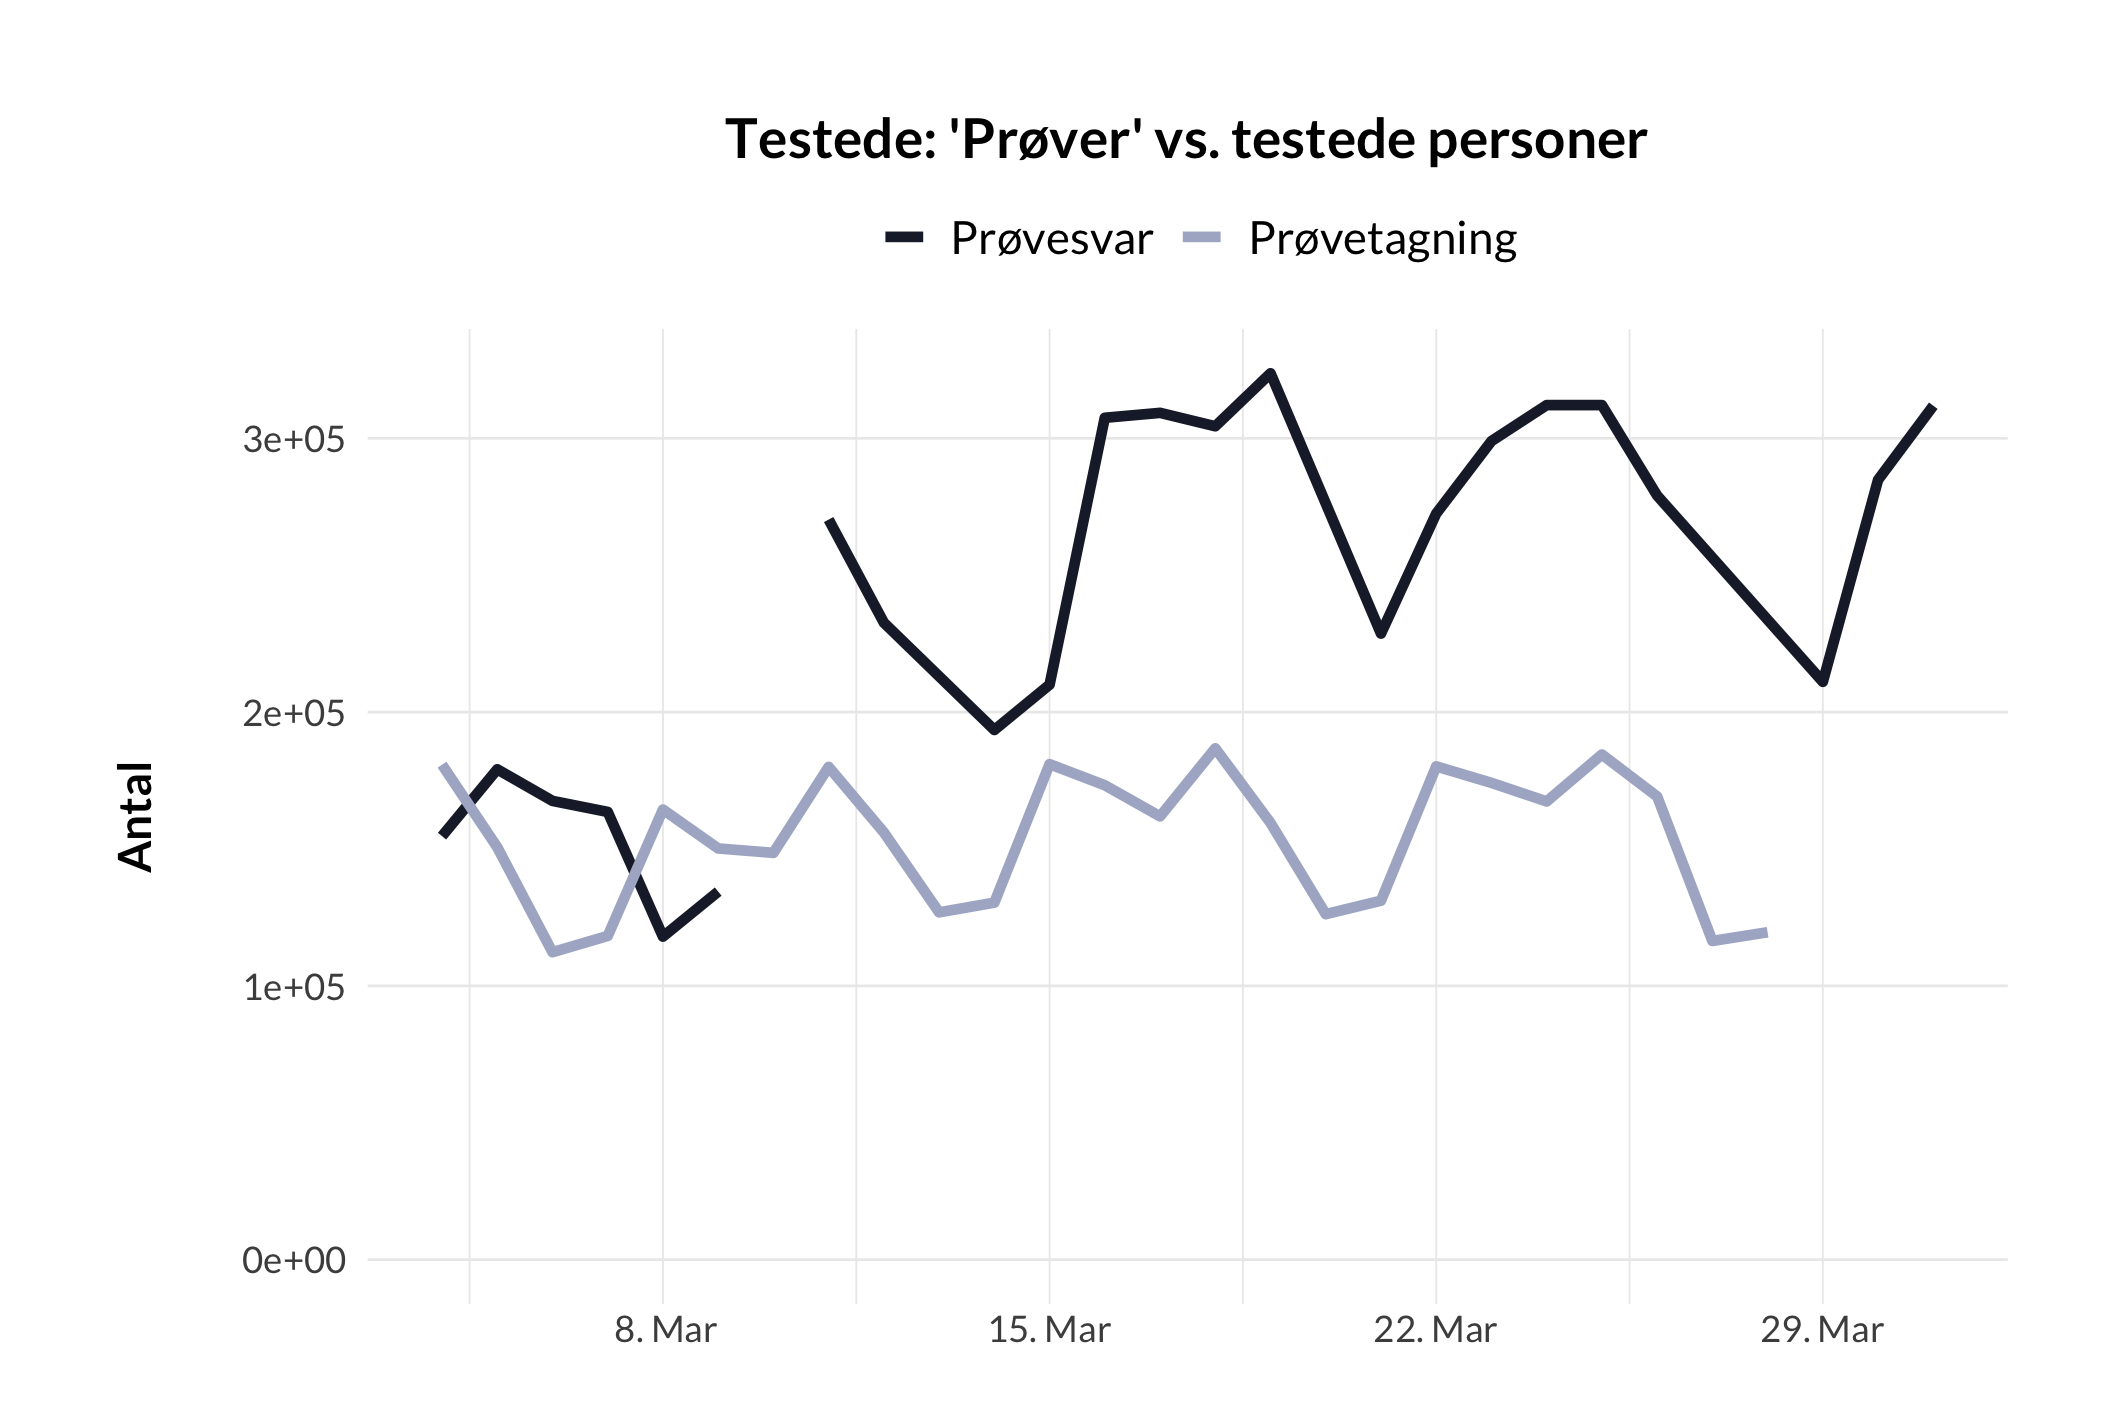 Testede: 'Prøver' vs. testede personer
Prøvesvar Prøvetagning
Antal
3e+05
2e+05
1e+05
0e+00
8. Mar 15. Mar 22. Mar 29. Mar